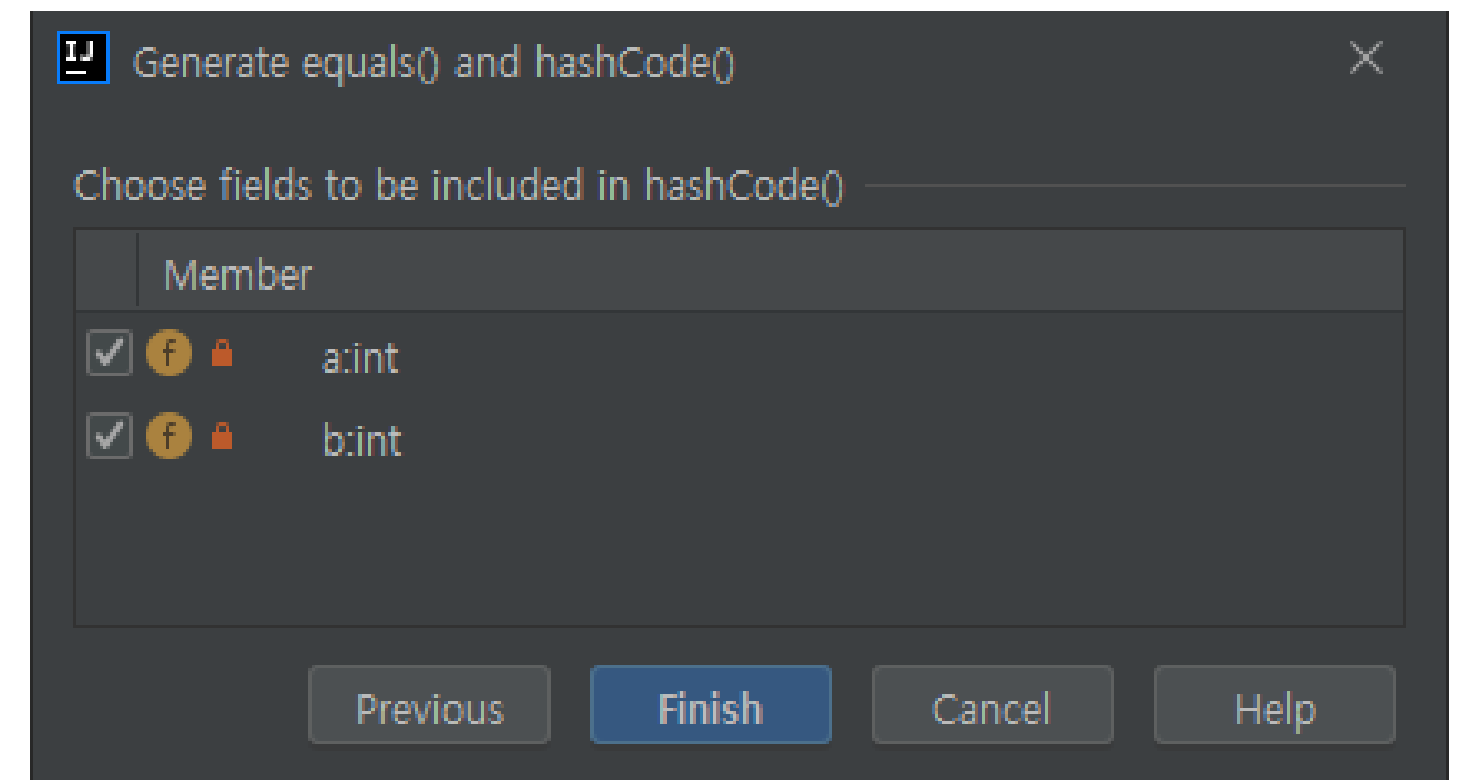 IJ Generate equals() and hashCode()
Choose fields to be included in hashCode()
Member
f a:int
f b:int
Previous Finish Cancel Help